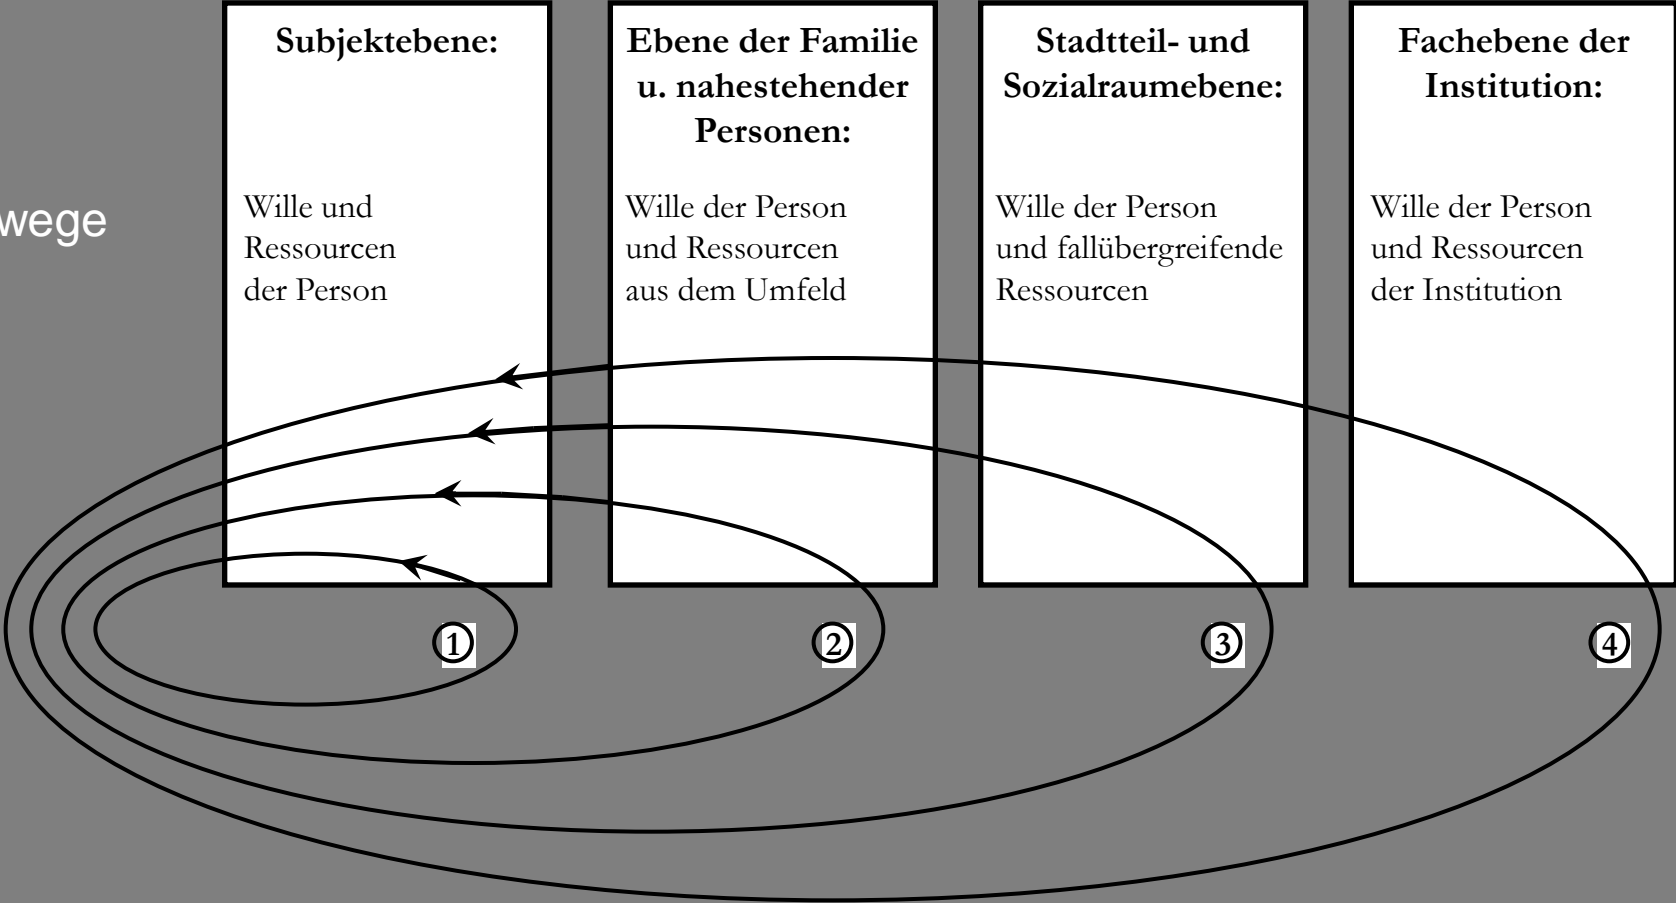 Subjektebene:
Ebene der Familie
u. nahestehender
Personen:
Stadtteil- und
Sozialraumebene:
Fachebene der
Institution:
wege
Wille und
Ressourcen
der Person
Wille der Person
und Ressourcen
aus dem Umfeld
Wille der Person
und fallübergreifende
Ressourcen
Wille der Person
und Ressourcen
der Institution
1
2
3
4